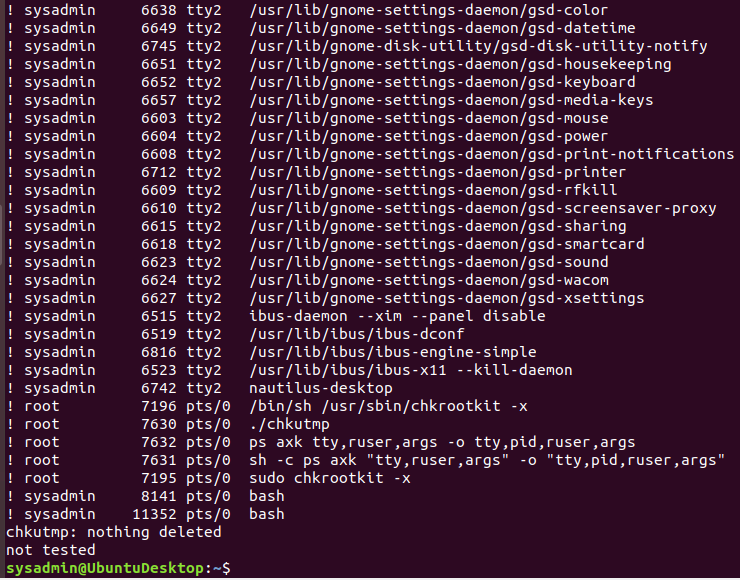 ! sysadmin     6638 tty2   /usr/lib/gnome-settings-daemon/gsd-color
! sysadmin     6649 tty2   /usr/lib/gnome-settings-daemon/gsd-datetime
! sysadmin     6745 tty2   /usr/lib/gnome-disk-utility/gsd-disk-utility-notify
! sysadmin     6651 tty2   /usr/lib/gnome-settings-daemon/gsd-housekeeping
! sysadmin     6652 tty2   /usr/lib/gnome-settings-daemon/gsd-keyboard
! sysadmin     6657 tty2   /usr/lib/gnome-settings-daemon/gsd-media-keys
! sysadmin     6603 tty2   /usr/lib/gnome-settings-daemon/gsd-mouse
! sysadmin     6604 tty2   /usr/lib/gnome-settings-daemon/gsd-power
! sysadmin     6608 tty2   /usr/lib/gnome-settings-daemon/gsd-print-notifications
! sysadmin     6712 tty2   /usr/lib/gnome-settings-daemon/gsd-printer
! sysadmin     6609 tty2   /usr/lib/gnome-settings-daemon/gsd-rfkill
! sysadmin     6610 tty2   /usr/lib/gnome-settings-daemon/gsd-screensaver-proxy
! sysadmin     6615 tty2   /usr/lib/gnome-settings-daemon/gsd-sharing
! sysadmin     6618 tty2   /usr/lib/gnome-settings-daemon/gsd-smartcard
! sysadmin     6623 tty2   /usr/lib/gnome-settings-daemon/gsd-sound
! sysadmin     6624 tty2   /usr/lib/gnome-settings-daemon/gsd-wacom
! sysadmin     6627 tty2   /usr/lib/gnome-settings-daemon/gsd-xsettings
! sysadmin     6515 tty2   ibus-daemon --xim --panel disable
! sysadmin     6519 tty2   /usr/lib/ibus/ibus-dconf
! sysadmin     6816 tty2   /usr/lib/ibus/ibus-engine-simple
! sysadmin     6523 tty2   /usr/lib/ibus/ibus-x11 --kill-daemon
! sysadmin     6742 tty2   nautilus-desktop
! root         7196 pts/0  /bin/sh /usr/sbin/chkrootkit -x
! root         7630 pts/0  ./chkutmp
! root         7632 pts/0  ps axk tty,ruser,args -o tty,pid,ruser,args
! root         7631 pts/0  sh -c ps axk "tty,ruser,args" -o "tty,pid,ruser,args"
! root         7195 pts/0  sudo chkrootkit -x
! sysadmin     8141 pts/0  bash
! sysadmin    11352 pts/0  bash
chkutmp: nothing deleted
not tested
sysadmin@UbuntuDesktop:~$